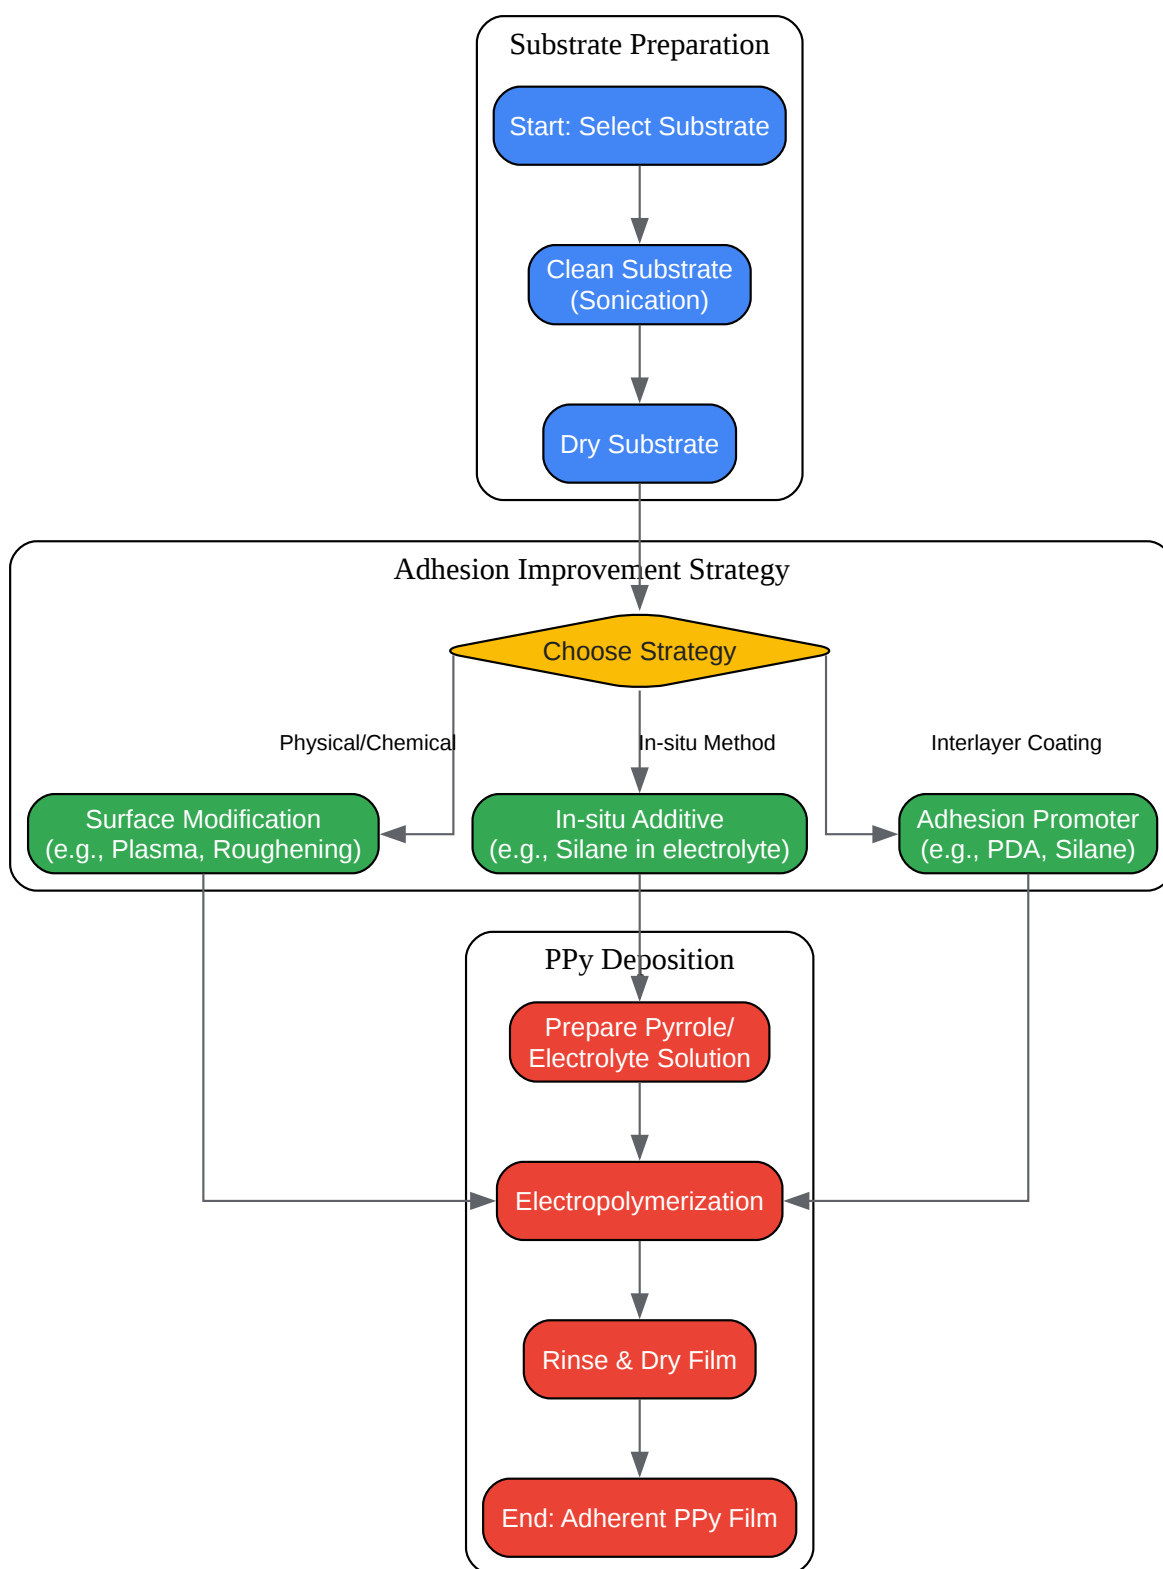 Substrate Preparation
Start: Select Substrate
Clean Substrate
(Sonication)
Dry Substrate
Adhesion Improvement Strategy
Choose Strategy
Physical/Chemical
In-situ Method
Interlayer Coating
Surface Modification
(e.g., Plasma, Roughening)
In-situ Additive
(e.g., Silane in electrolyte)
Adhesion Promoter
(e.g., PDA, Silane)
PPy Deposition
Prepare Pyrrole/
Electrolyte Solution
Electropolymerization
Rinse & Dry Film
End: Adherent PPy Film